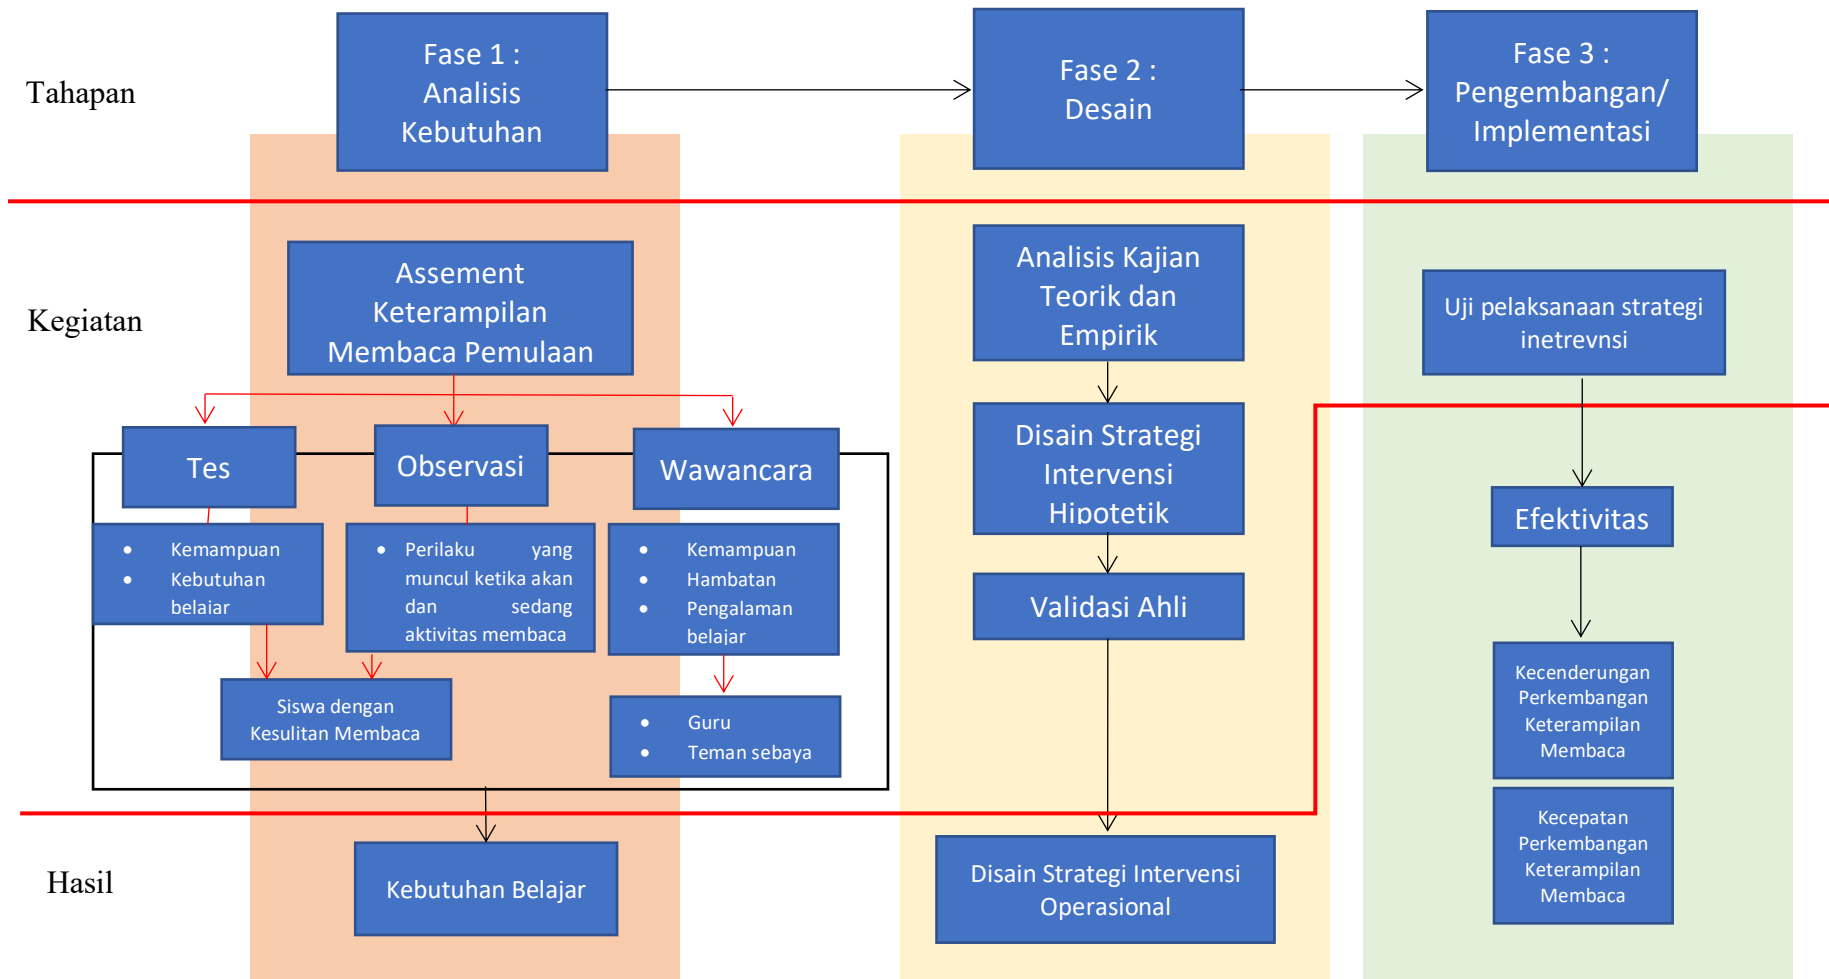 Tahapan
Fase 1 :
Analisis
Kebutuhan
Fase 2 :
Desain
Fase 3 :
Pengembangan/
Implementasi
Kegiatan
Assement
Keterampilan
Membaca Pemulaan
Tes
Observasi
Wawancara
• Kemampuan
• Kebutuhan
belajar
• Perilaku yang
muncul ketika akan
dan sedang
aktivitas membaca
• Kemampuan
• Hambatan
• Pengalaman
belajar
Siswa dengan
Kesulitan Membaca
• Guru
• Teman sebaya
Analisis Kajian
Teorik dan
Empirik
Disain Strategi
Intervensi
Hipotetik
Validasi Ahli
Uji pelaksanaan strategi
inetrevnsi
Efektivitas
Kecenderungan
Perkembangan
Keterampilan
Membaca
Kecepatan
Perkembangan
Keterampilan
Membaca
Hasil
Kebutuhan Belajar
Disain Strategi Intervensi
Operasional